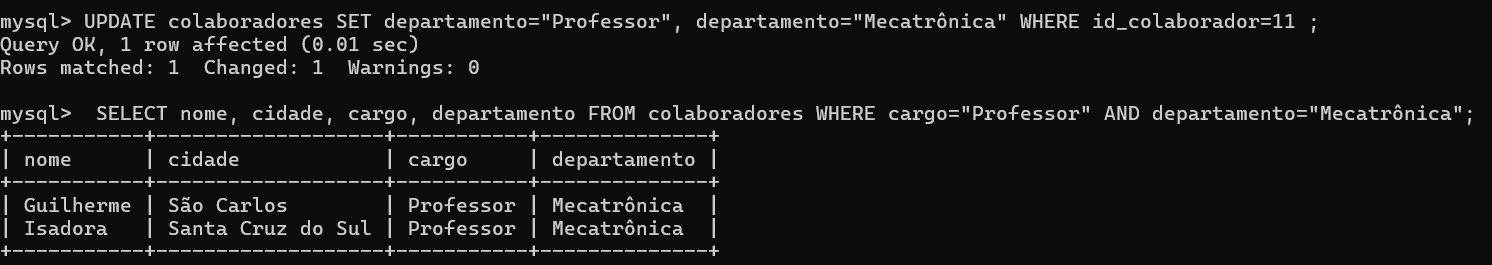 mysql> UPDATE colaboradores SET departamento="Professor", departamento="Mecatrônica" WHERE id_colaborador=11 ;
Query OK, 1 row affected (0.01 sec)
Rows matched: 1  Changed: 1  Warnings: 0
mysql>  SELECT nome, cidade, cargo, departamento FROM colaboradores WHERE cargo="Professor" AND departamento="Mecatrônica";
+-----------+-------------------+-----------+--------------+
| nome      | cidade            | cargo     | departamento |
+-----------+-------------------+-----------+--------------+
| Guilherme | São Carlos        | Professor | Mecatrônica  |
| Isadora   | Santa Cruz do Sul | Professor | Mecatrônica  |
+-----------+-------------------+-----------+--------------+